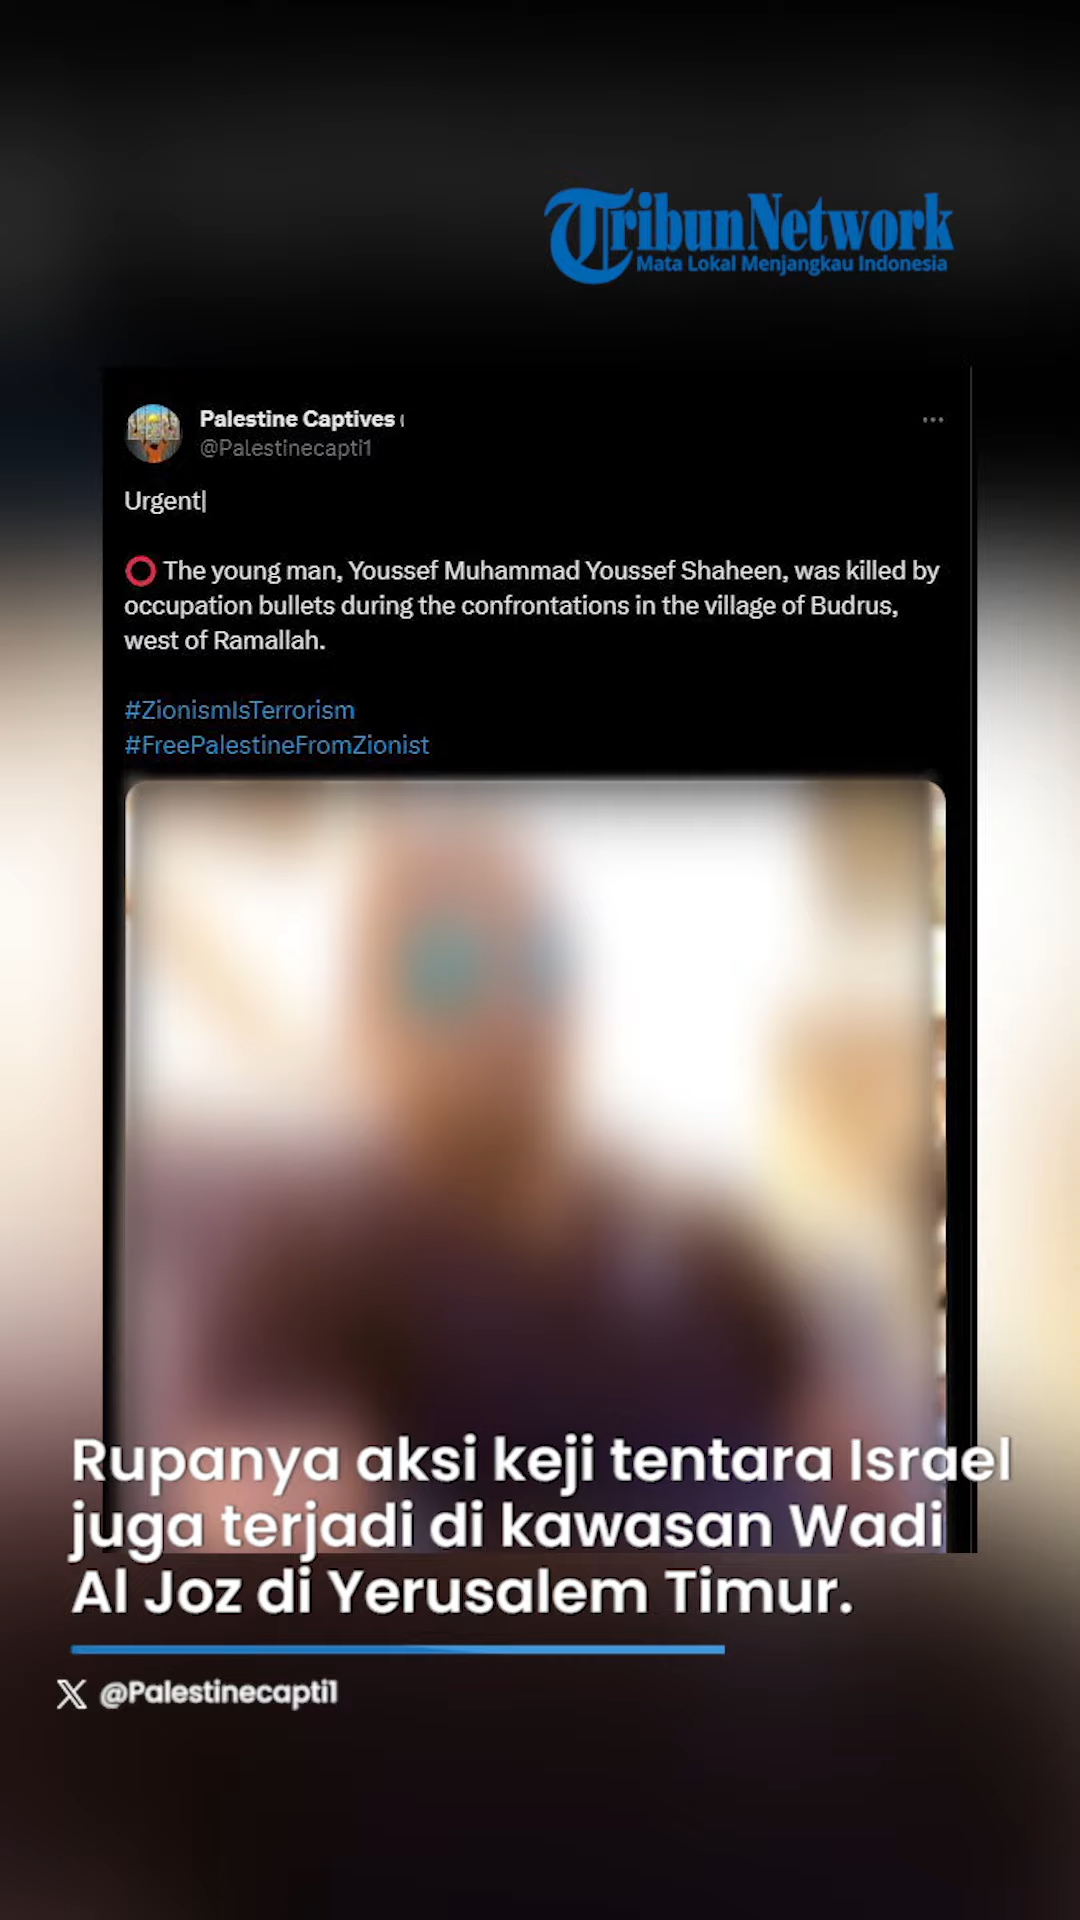 TribunNetwork
Mata Lokal Menjangkau Indonesia
Palestine Captives
@Palestinecapti1
Urgent|
⭕ The young man, Youssef Muhammad Youssef Shaheen, was killed by
occupation bullets during the confrontations in the village of Budrus,
west of Ramallah.
#ZionismIsTerrorism
#FreePalestineFromZionist
Rupanya aksi keji tentara Israel
juga terjadi di kawasan Wadi
Al Joz di Yerusalem Timur.
X @Palestinecapti1